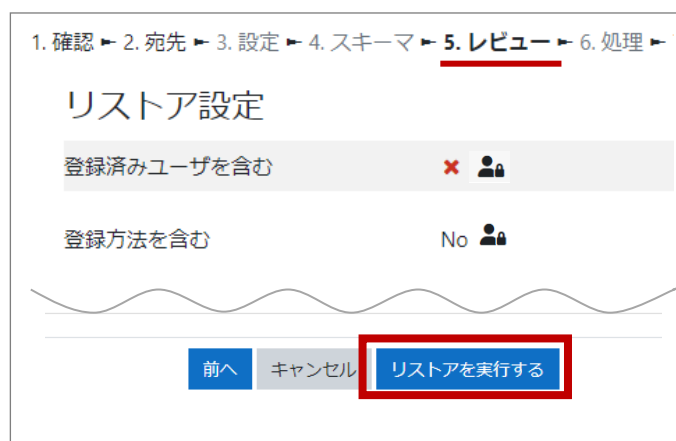 1. 確認 ► 2. 宛先 ► 3. 設定 ► 4. スキーマ ► 5. レビュー ► 6. 処理 ►
リストア設定
登録済みユーザを含む
登録方法を含む No
前へ キャンセル リストアを実行する